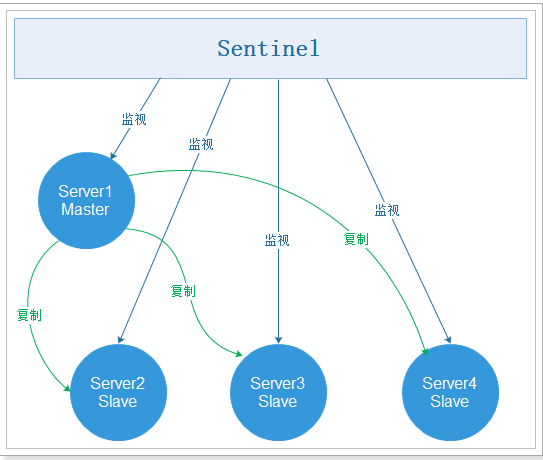 Sentinel
监视
监视
Server1
Master
监视
监视
复制
复制
复制
Server2
Slave
Server3
Slave
Server4
Slave